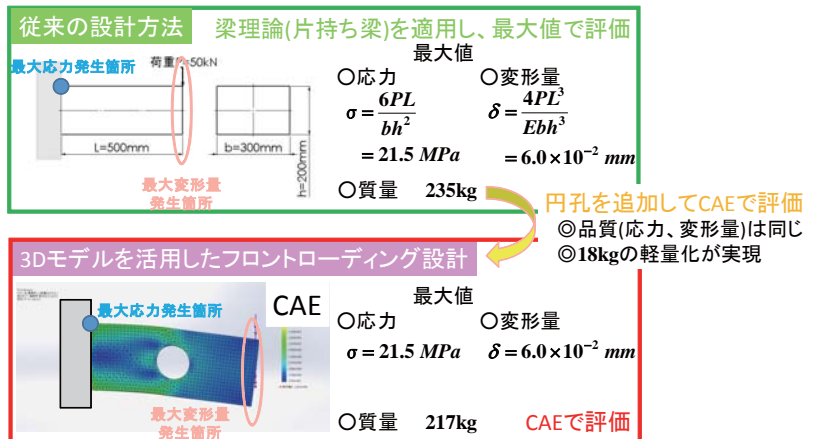 従来の設計方法
梁理論(片持ち梁)を適用し、最大値で評価
最大応力発生箇所
荷重P=50kN
L=500mm
b=300mm
h=200mm
最大変形量
発生箇所
最大値
〇応力 〇変形量
σ = 6PL / bh² δ = 4PL³ / Ebh³
= 21.5 MPa = 6.0×10⁻² mm
〇質量 235kg
円孔を追加してCAEで評価
◎品質(応力、変形量)は同じ
◎18kgの軽量化が実現
3Dモデルを活用したフロントローディング設計
最大応力発生箇所
CAE
最大変形量
発生箇所
最大値
〇応力 〇変形量
σ = 21.5 MPa δ = 6.0×10⁻² mm
〇質量 217kg CAEで評価